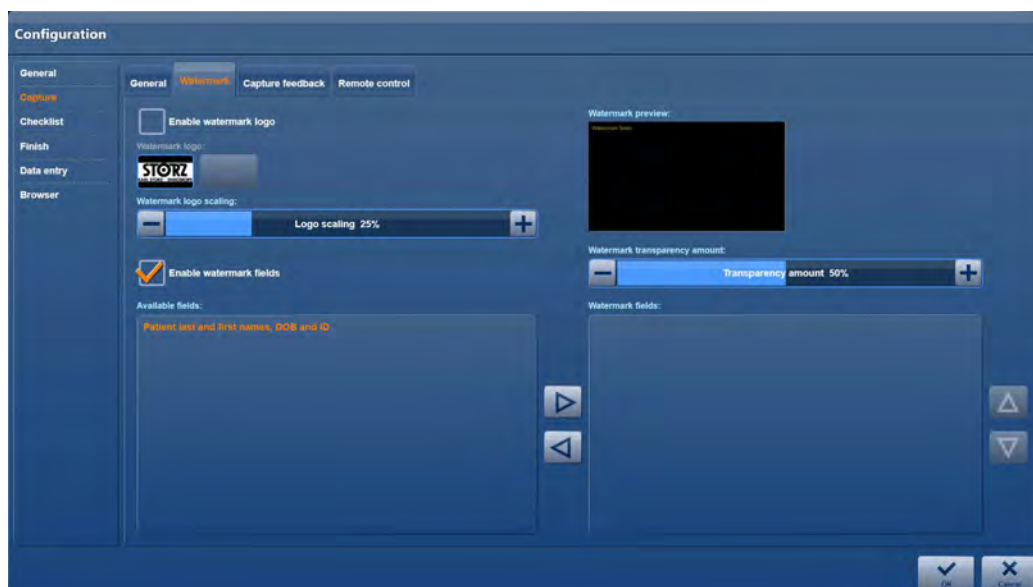 Configuration
General
Capture
Checklist
Finish
Data entry
Browser
General Watermark Capture feedback Remote control
Enable watermark logo
Watermark logo:
STORZ
Watermark logo scaling:
Logo scaling 25%
Enable watermark fields
Available fields:
Patient last and first names, DOB and ID
Watermark preview:
Watermark fields
Watermark transparency amount:
Transparency amount 50%
Watermark fields:
OK
Cancel